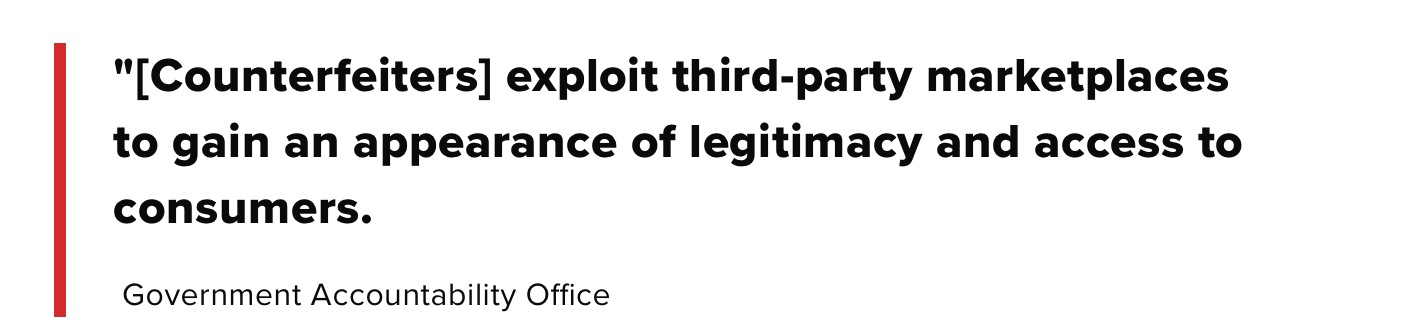 "[Counterfeiters] exploit third-party marketplaces
to gain an appearance of legitimacy and access to
consumers.
Government Accountability Office